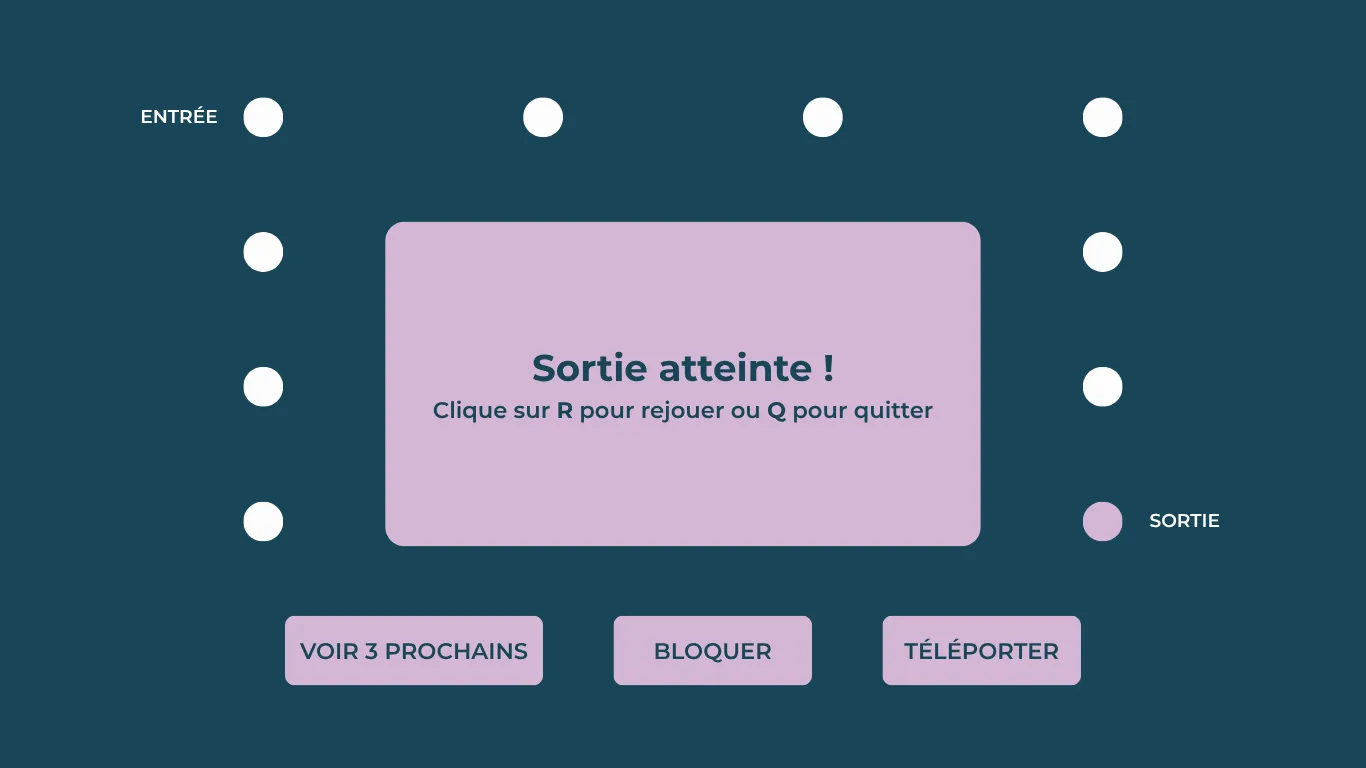 ENTRÉE
Sortie atteinte !
Clique sur R pour rejouer ou Q pour quitter
SORTIE
VOIR 3 PROCHAINS
BLOQUER
TÉLÉPORTER